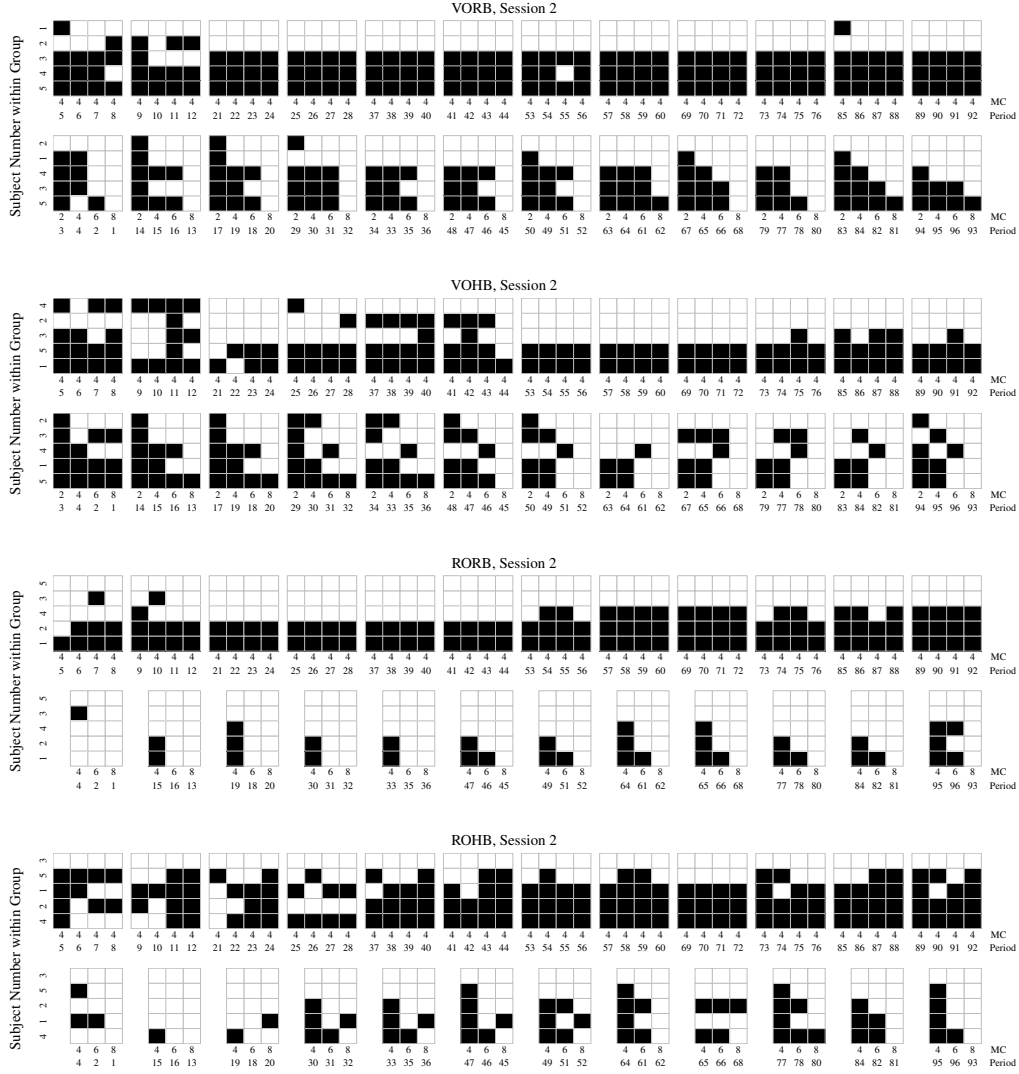 VORB, Session 2
Subject Number within Group
1
2
3
4
5
4 4 4 4 4 4 4 4 4 4 4 4 4 4 4 4 4 4 4 4 4 4 4 4 4 4 4 4 4 4 4 4 4 4 4 4 4 4 4 4 4 4 4 4 4 4 4 4 MC
5 6 7 8 9 10 11 12 21 22 23 24 25 26 27 28 37 38 39 40 41 42 43 44 53 54 55 56 57 58 59 60 69 70 71 72 73 74 75 76 85 86 87 88 89 90 91 92 Period
2
1
4
3
5
2 4 6 8 2 4 6 8 2 4 6 8 2 4 6 8 2 4 6 8 2 4 6 8 2 4 6 8 2 4 6 8 2 4 6 8 2 4 6 8 2 4 6 8 2 4 6 8 MC
3 4 2 1 14 15 16 13 17 19 18 20 29 30 31 32 34 33 35 36 48 47 46 45 50 49 51 52 63 64 61 62 67 65 66 68 79 77 78 80 83 84 82 81 94 95 96 93 Period
VOHB, Session 2
Subject Number within Group
4
2
3
5
1
4 4 4 4 4 4 4 4 4 4 4 4 4 4 4 4 4 4 4 4 4 4 4 4 4 4 4 4 4 4 4 4 4 4 4 4 4 4 4 4 4 4 4 4 4 4 4 4 MC
5 6 7 8 9 10 11 12 21 22 23 24 25 26 27 28 37 38 39 40 41 42 43 44 53 54 55 56 57 58 59 60 69 70 71 72 73 74 75 76 85 86 87 88 89 90 91 92 Period
2
3
4
1
5
2 4 6 8 2 4 6 8 2 4 6 8 2 4 6 8 2 4 6 8 2 4 6 8 2 4 6 8 2 4 6 8 2 4 6 8 2 4 6 8 2 4 6 8 2 4 6 8 MC
3 4 2 1 14 15 16 13 17 19 18 20 29 30 31 32 34 33 35 36 48 47 46 45 50 49 51 52 63 64 61 62 67 65 66 68 79 77 78 80 83 84 82 81 94 95 96 93 Period
RORB, Session 2
Subject Number within Group
5
3
4
2
1
4 4 4 4 4 4 4 4 4 4 4 4 4 4 4 4 4 4 4 4 4 4 4 4 4 4 4 4 4 4 4 4 4 4 4 4 4 4 4 4 4 4 4 4 4 4 4 4 MC
5 6 7 8 9 10 11 12 21 22 23 24 25 26 27 28 37 38 39 40 41 42 43 44 53 54 55 56 57 58 59 60 69 70 71 72 73 74 75 76 85 86 87 88 89 90 91 92 Period
5
3
4
2
1
4 6 8 4 6 8 4 6 8 4 6 8 4 6 8 4 6 8 4 6 8 4 6 8 4 6 8 4 6 8 4 6 8 4 6 8 MC
4 2 1 15 16 13 19 18 20 30 31 32 33 35 36 47 46 45 49 51 52 64 61 62 65 66 68 77 78 80 84 82 81 95 96 93 Period
ROHB, Session 2
Subject Number within Group
3
5
1
2
4
4 4 4 4 4 4 4 4 4 4 4 4 4 4 4 4 4 4 4 4 4 4 4 4 4 4 4 4 4 4 4 4 4 4 4 4 4 4 4 4 4 4 4 4 4 4 4 4 MC
5 6 7 8 9 10 11 12 21 22 23 24 25 26 27 28 37 38 39 40 41 42 43 44 53 54 55 56 57 58 59 60 69 70 71 72 73 74 75 76 85 86 87 88 89 90 91 92 Period
3
5
2
1
4
4 6 8 4 6 8 4 6 8 4 6 8 4 6 8 4 6 8 4 6 8 4 6 8 4 6 8 4 6 8 4 6 8 4 6 8 MC
4 2 1 15 16 13 19 18 20 30 31 32 33 35 36 47 46 45 49 51 52 64 61 62 65 66 68 77 78 80 84 82 81 95 96 93 Period